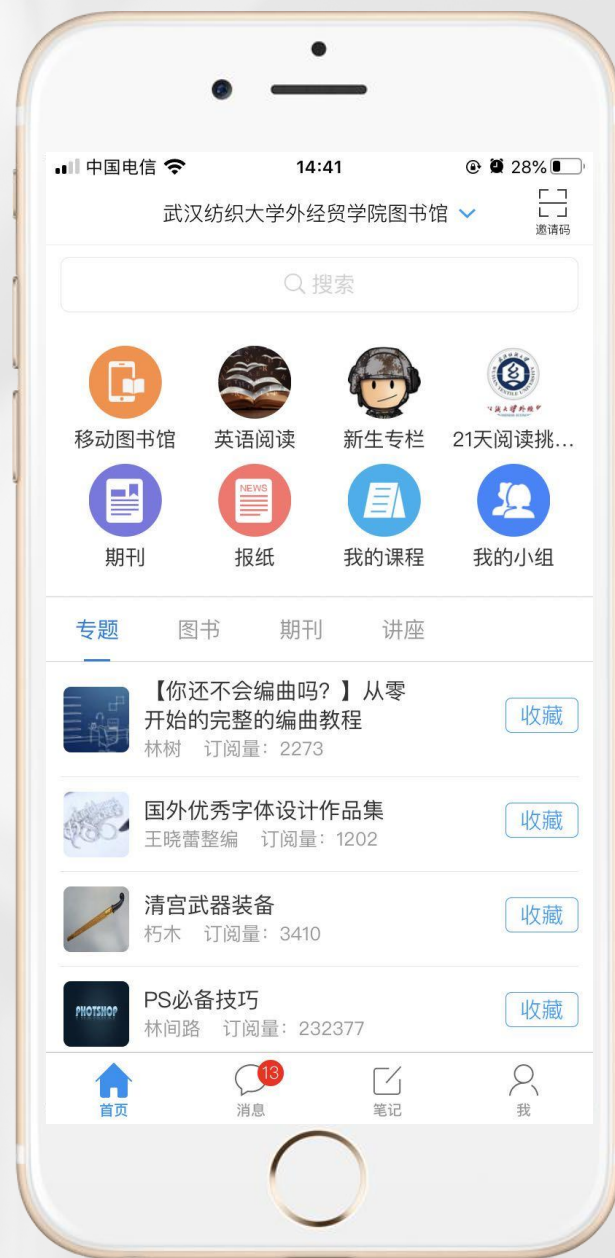 中国电信 14:41 28%
武汉纺织大学外经贸学院图书馆
邀请码
搜索
移动图书馆 英语阅读 新生专栏 21天阅读挑...
NEWS
期刊 报纸 我的课程 我的小组
专题 图书 期刊 讲座
【你还不会编曲吗？】从零
开始的完整的编曲教程
林树 订阅量：2273
收藏
国外优秀字体设计作品集
王晓蕾整编 订阅量：1202
收藏
清宫武器装备
朽木 订阅量：3410
收藏
PHOTSHOP
PS必备技巧
林间路 订阅量：232377
收藏
13
首页 消息 笔记 我